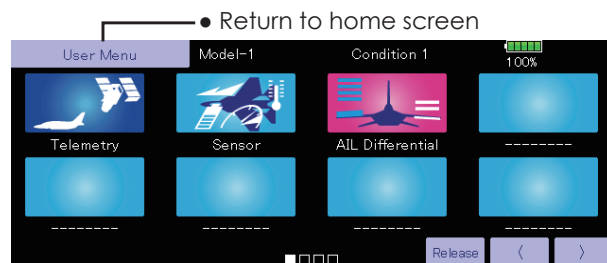 ● Return to home screen
User Menu Model-1 Condition 1 100%
Telemetry Sensor AIL Differential --------
-------- -------- -------- --------
Release < >